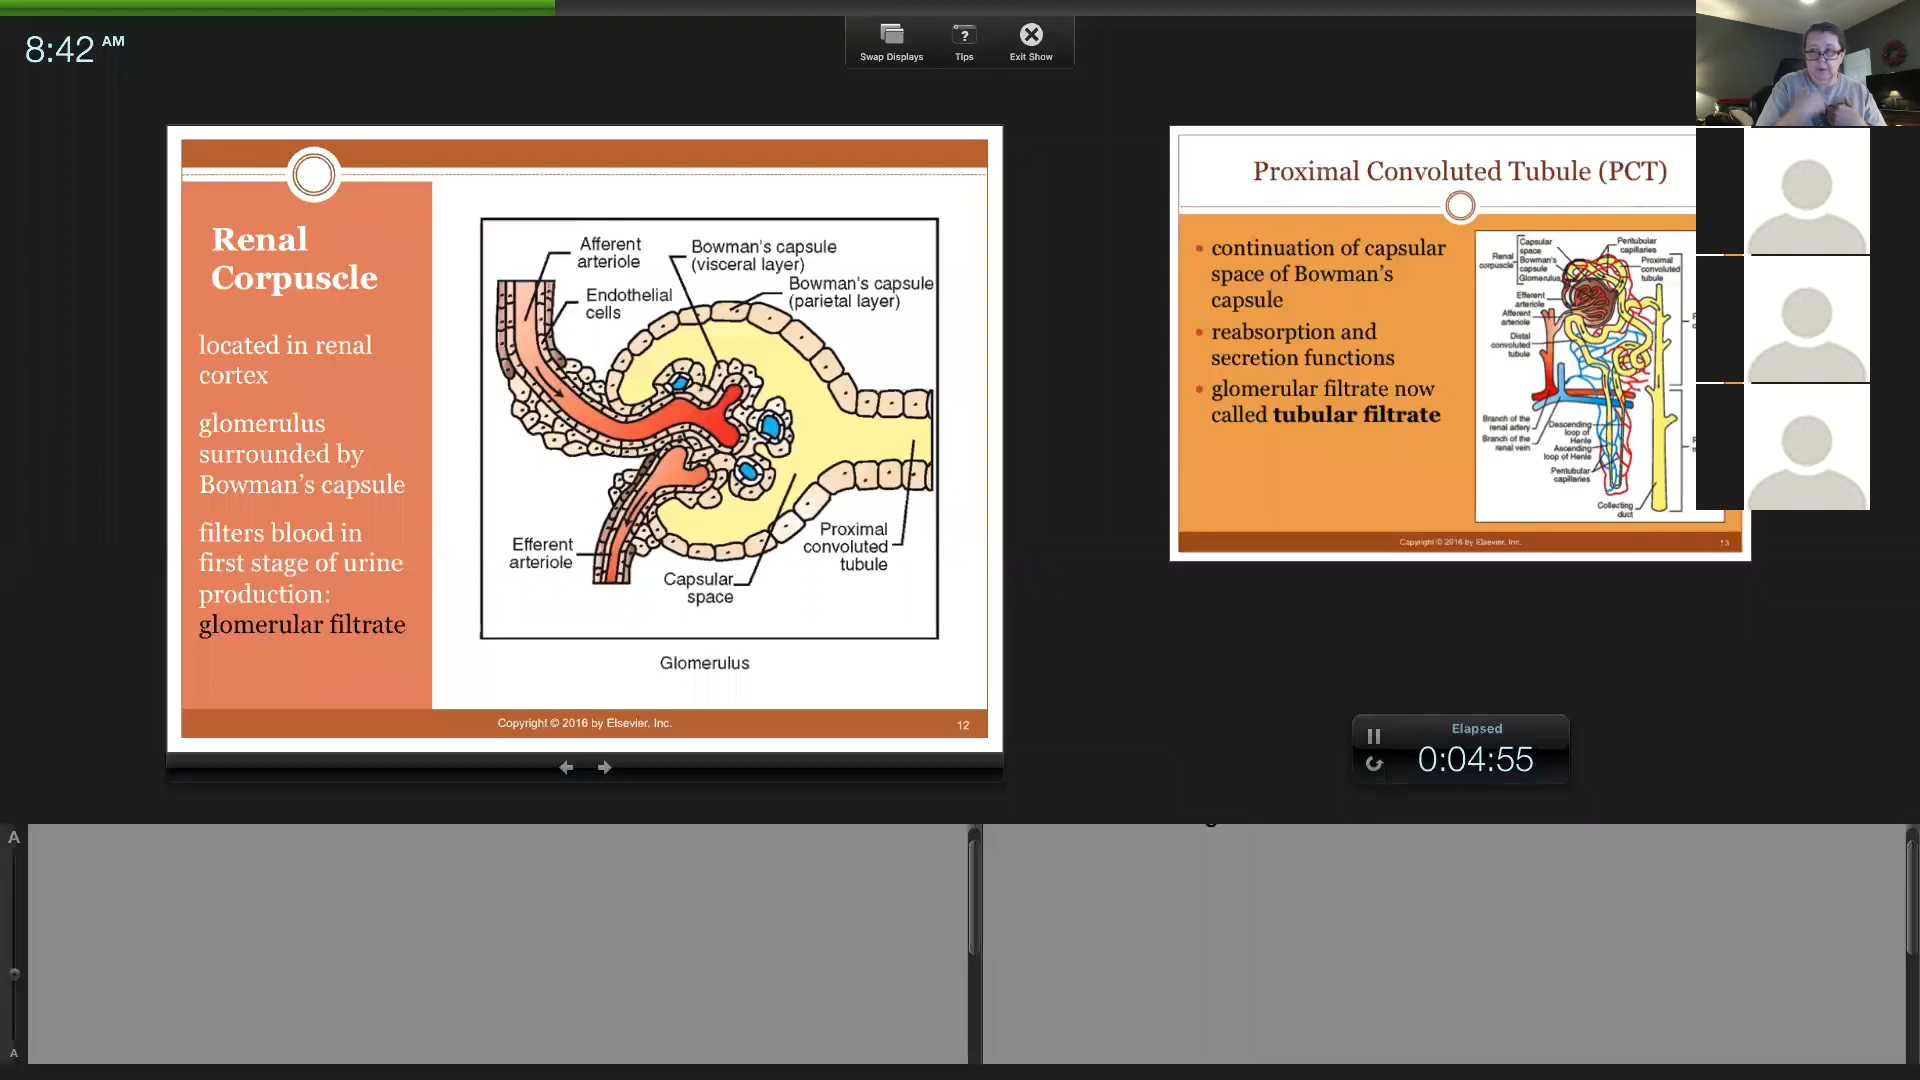 8:42 AM
Swap Displays
Tips
Exit Show
Renal
Corpuscle
located in renal
cortex
glomerulus
surrounded by
Bowman's capsule
filters blood in
first stage of urine
production:
glomerular filtrate
Afferent
arteriole
Bowman's capsule
(visceral layer)
Bowman's capsule
(parietal layer)
Endothelial
cells
Efferent
arteriole
Capsular
space
Proximal
convoluted
tubule
Glomerulus
Copyright © 2016 by Elsevier, Inc.
12
Proximal Convoluted Tubule (PCT)
continuation of capsular
space of Bowman's
capsule
reabsorption and
secretion functions
glomerular filtrate now
called tubular filtrate
Renal
corpuscle
Capsular
space
Bowman's
capsule
Glomerulus
Peritubular
capillaries
Proximal
convoluted
tubule
Efferent
arteriole
Afferent
arteriole
Distal
convoluted
tubule
Branch of the
renal artery
Branch of the
renal vein
Descending
loop of
Henle
Ascending
loop of Henle
Peritubular
capillaries
Collecting
duct
Copyright © 2016 by Elsevier, Inc.
13
Elapsed
0:04:55
A
A